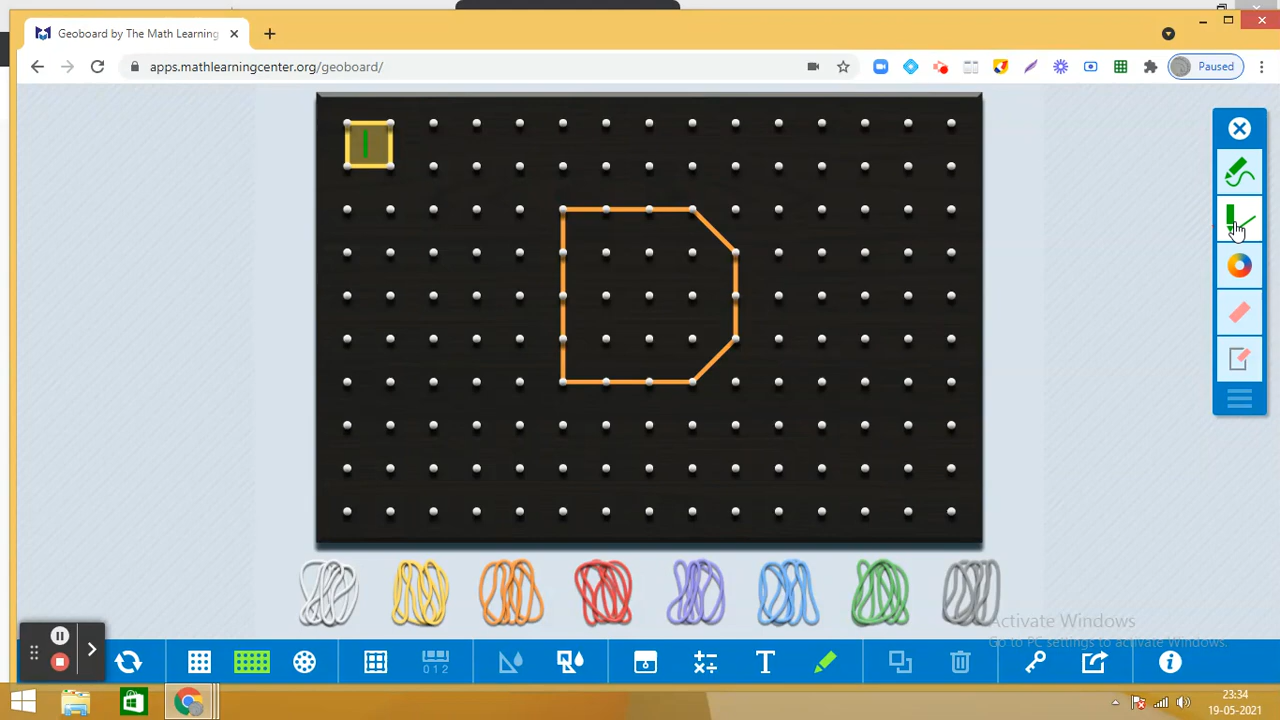 Geoboard by The Math Learning
apps.mathlearningcenter.org/geoboard/
Paused
Activate Windows
Go to PC settings to activate Windows.
0 1 2
T
23:34
19-05-2021